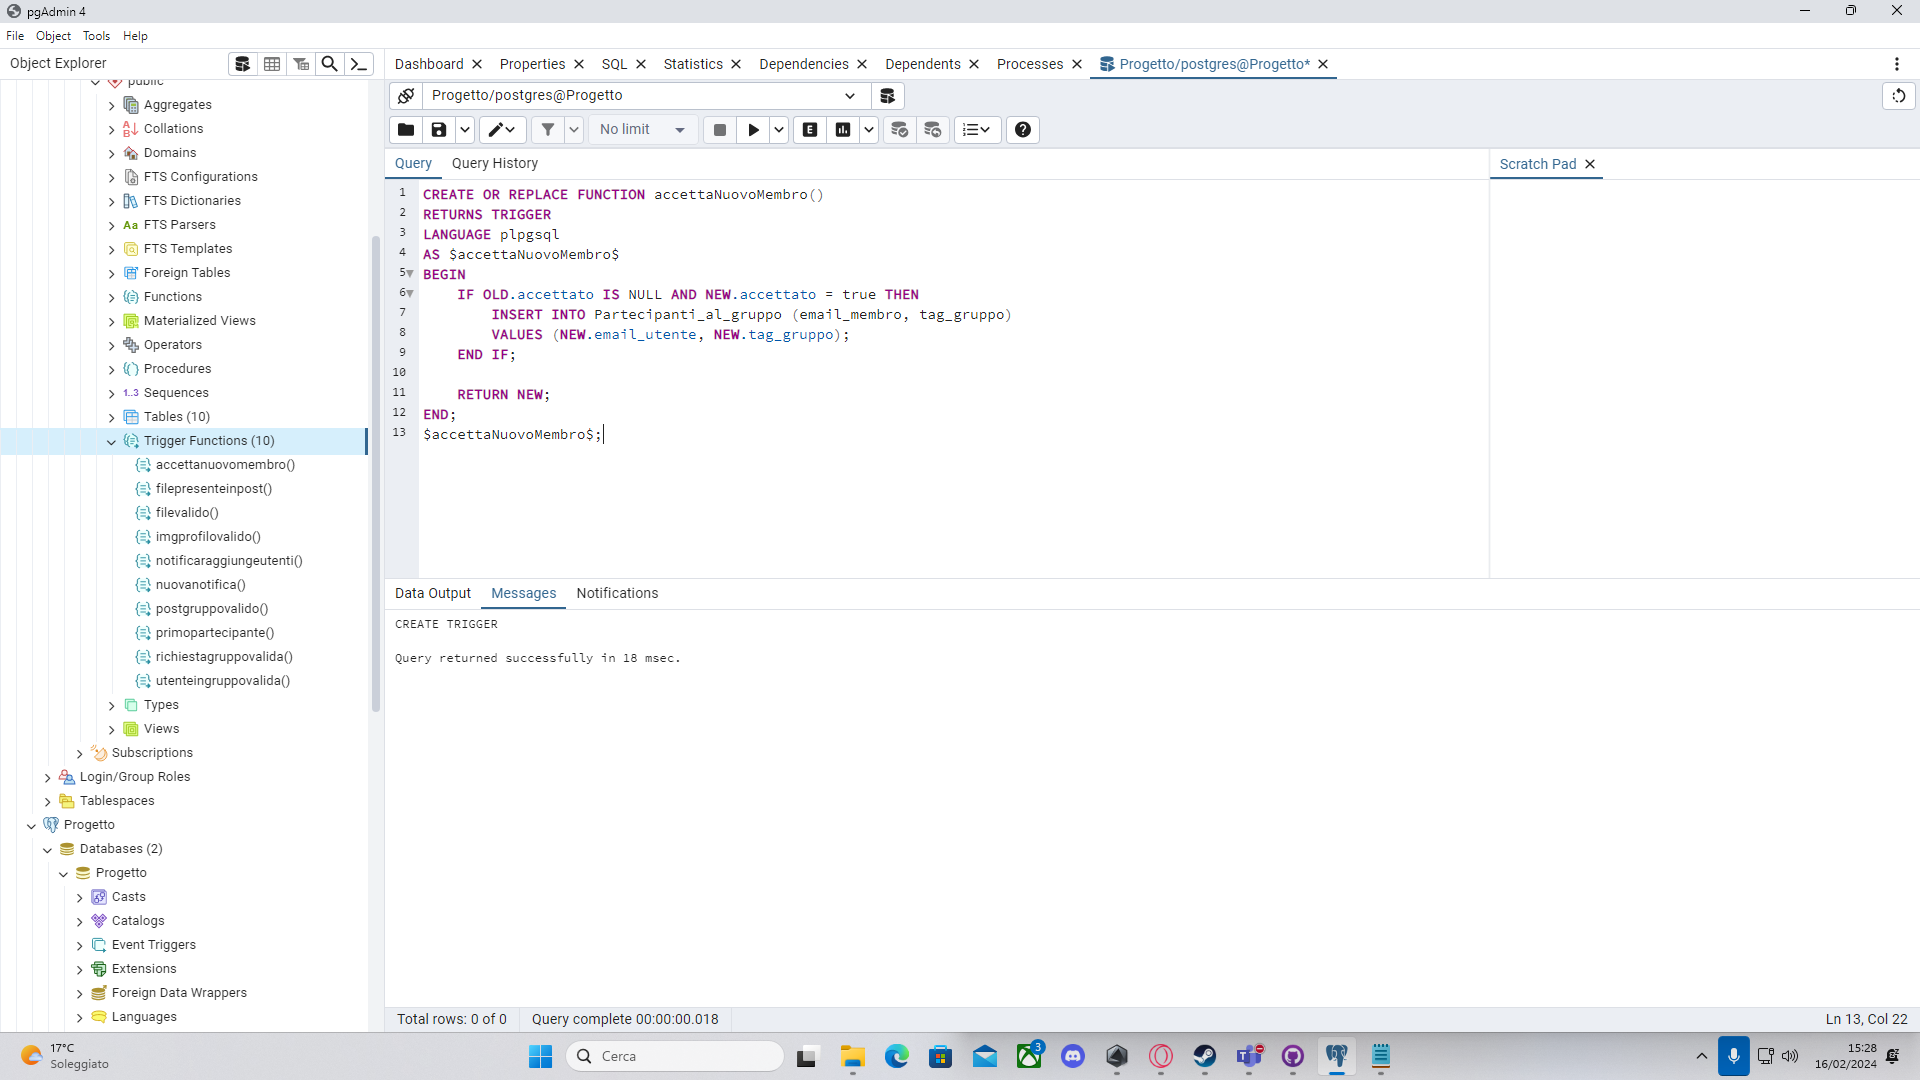 pgAdmin 4
File Object Tools Help
Object Explorer
Dashboard Properties SQL Statistics Dependencies Dependents Processes Progetto/postgres@Progetto*
public
Aggregates
Collations
Domains
FTS Configurations
FTS Dictionaries
Aa FTS Parsers
FTS Templates
Foreign Tables
Functions
Materialized Views
Operators
Procedures
1..3 Sequences
Tables (10)
Trigger Functions (10)
accettanuovomembro()
filepresenteinpost()
filevalido()
imgprofilovalido()
notificaraggiungeutenti()
nuovanotifica()
postgruppovalido()
primopartecipante()
richiestagruppovalida()
utenteingruppovalida()
Types
Views
Subscriptions
Login/Group Roles
Tablespaces
Progetto
Databases (2)
Progetto
Casts
Catalogs
Event Triggers
Extensions
Foreign Data Wrappers
Languages
Progetto/postgres@Progetto
No limit
E
Query Query History
Scratch Pad
1 CREATE OR REPLACE FUNCTION accettaNuovoMembro()
2 RETURNS TRIGGER
3 LANGUAGE plpgsql
4 AS $accettaNuovoMembro$
5 BEGIN
6 IF OLD.accettato IS NULL AND NEW.accettato = true THEN
7 INSERT INTO Partecipanti_al_gruppo (email_membro, tag_gruppo)
8 VALUES (NEW.email_utente, NEW.tag_gruppo);
9 END IF;
10
11 RETURN NEW;
12 END;
13 $accettaNuovoMembro$;
Data Output Messages Notifications
CREATE TRIGGER
Query returned successfully in 18 msec.
Total rows: 0 of 0 Query complete 00:00:00.018
Ln 13, Col 22
17°C
Soleggiato
Cerca
3
15:28
16/02/2024